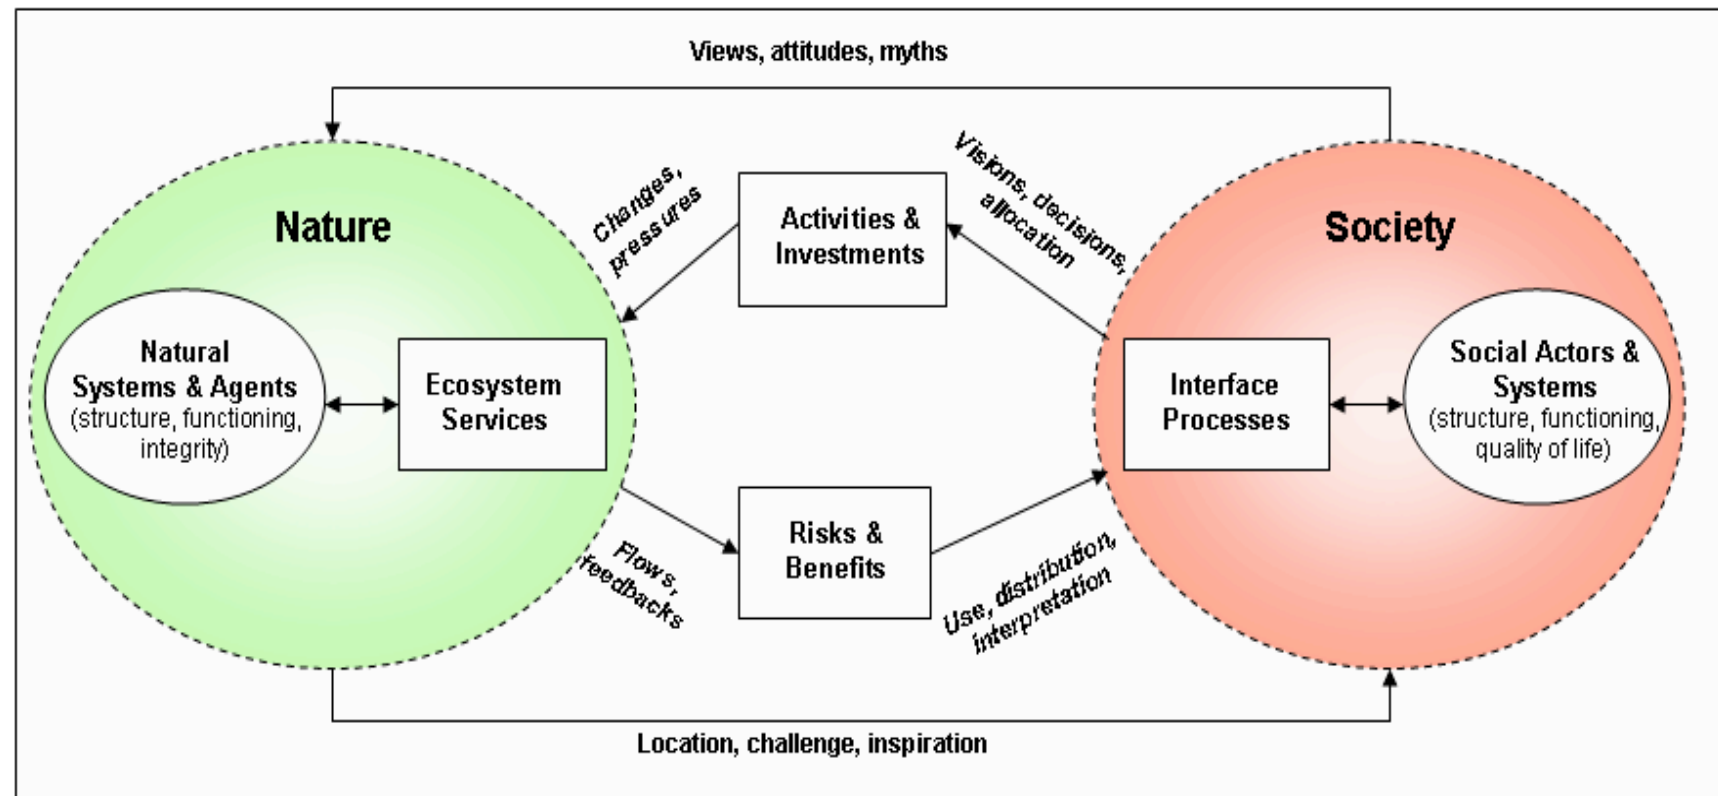 Views, attitudes, myths
Nature
Natural
Systems & Agents
(structure, functioning,
integrity)
Ecosystem
Services
Changes,
pressures
Activities &
Investments
Visions, decisions,
allocation
Flows,
feedbacks
Risks &
Benefits
Use, distribution,
interpretation
Society
Interface
Processes
Social Actors &
Systems
(structure, functioning,
quality of life)
Location, challenge, inspiration